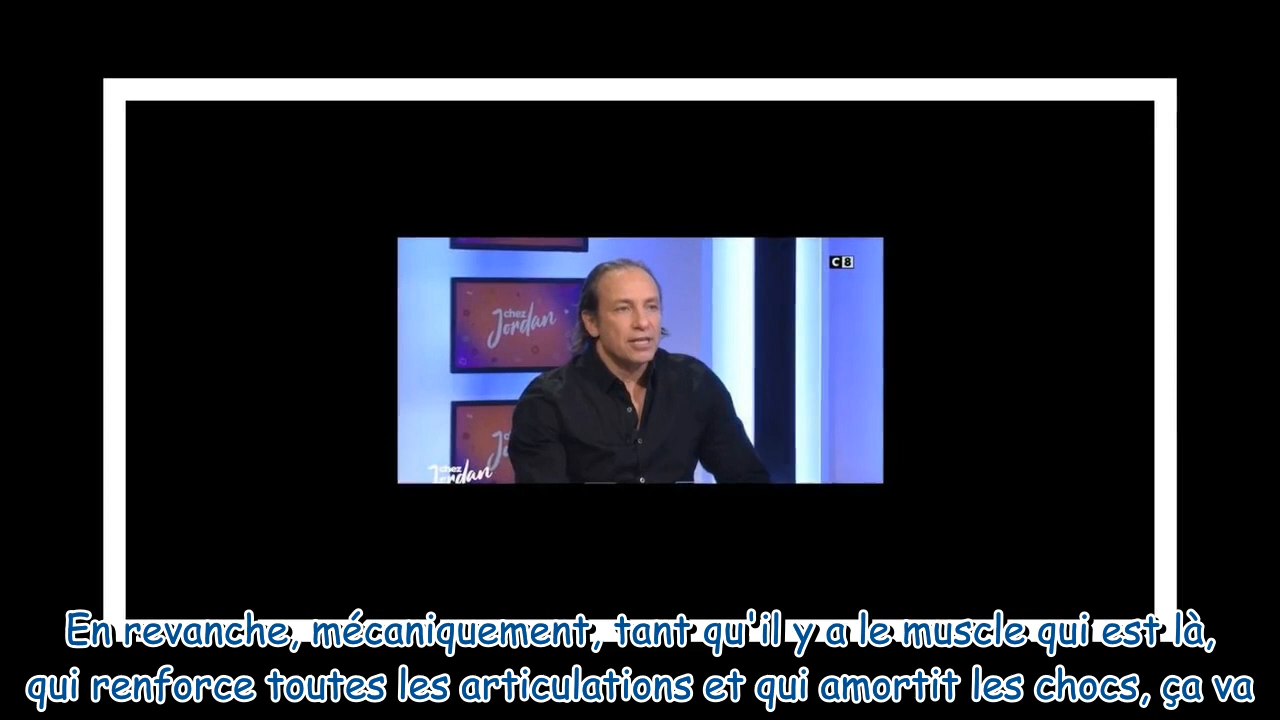 C8
chez
Jordan
Jo
chez
Jordan
En revanche, mécaniquement, tant qu'il y a le muscle qui est là,
qui renforce toutes les articulations et qui amortit les chocs, ça va